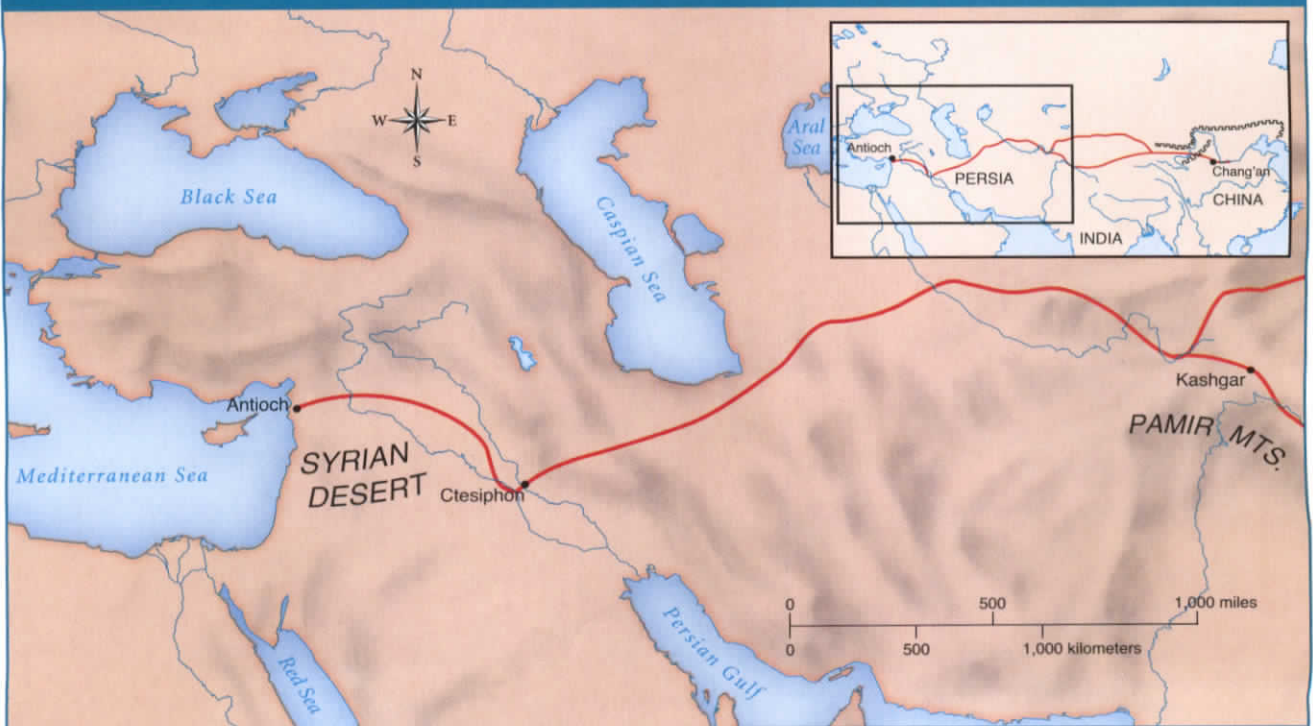 N
W E
S
Black Sea
Caspian Sea
Aral
Sea
Antioch
PERSIA
INDIA
Chang'an
CHINA
Antioch
SYRIAN
DESERT
Mediterranean Sea
Ctesiphon
Kashgar
PAMIR MTS.
Red Sea
Persian Gulf
0 500 1,000 miles
0 500 1,000 kilometers